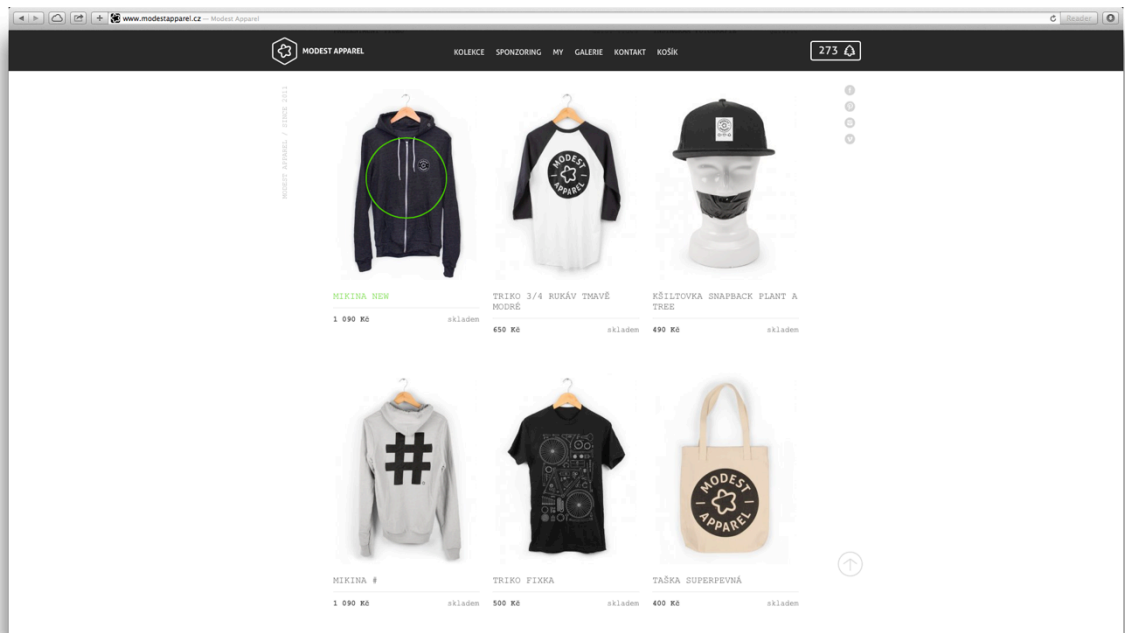 www.modestapparel.cz — Modest Apparel
Reader
MODEST APPAREL
KOLEKCE SPONZORING MY GALERIE KONTAKT KOŠÍK
273
MODEST APPAREL / SINCE 2011
MODEST
APPAREL
MIKINA NEW
1 090 Kč skladem
TRIKO 3/4 RUKÁV TMAVĚ
MODRÉ
650 Kč skladem
KŠILTOVKA SNAPBACK PLANT A
TREE
490 Kč skladem
#
MODEST
APPAREL
MIKINA #
1 090 Kč skladem
TRIKO FIXKA
500 Kč skladem
TAŠKA SUPERPEVNÁ
400 Kč skladem